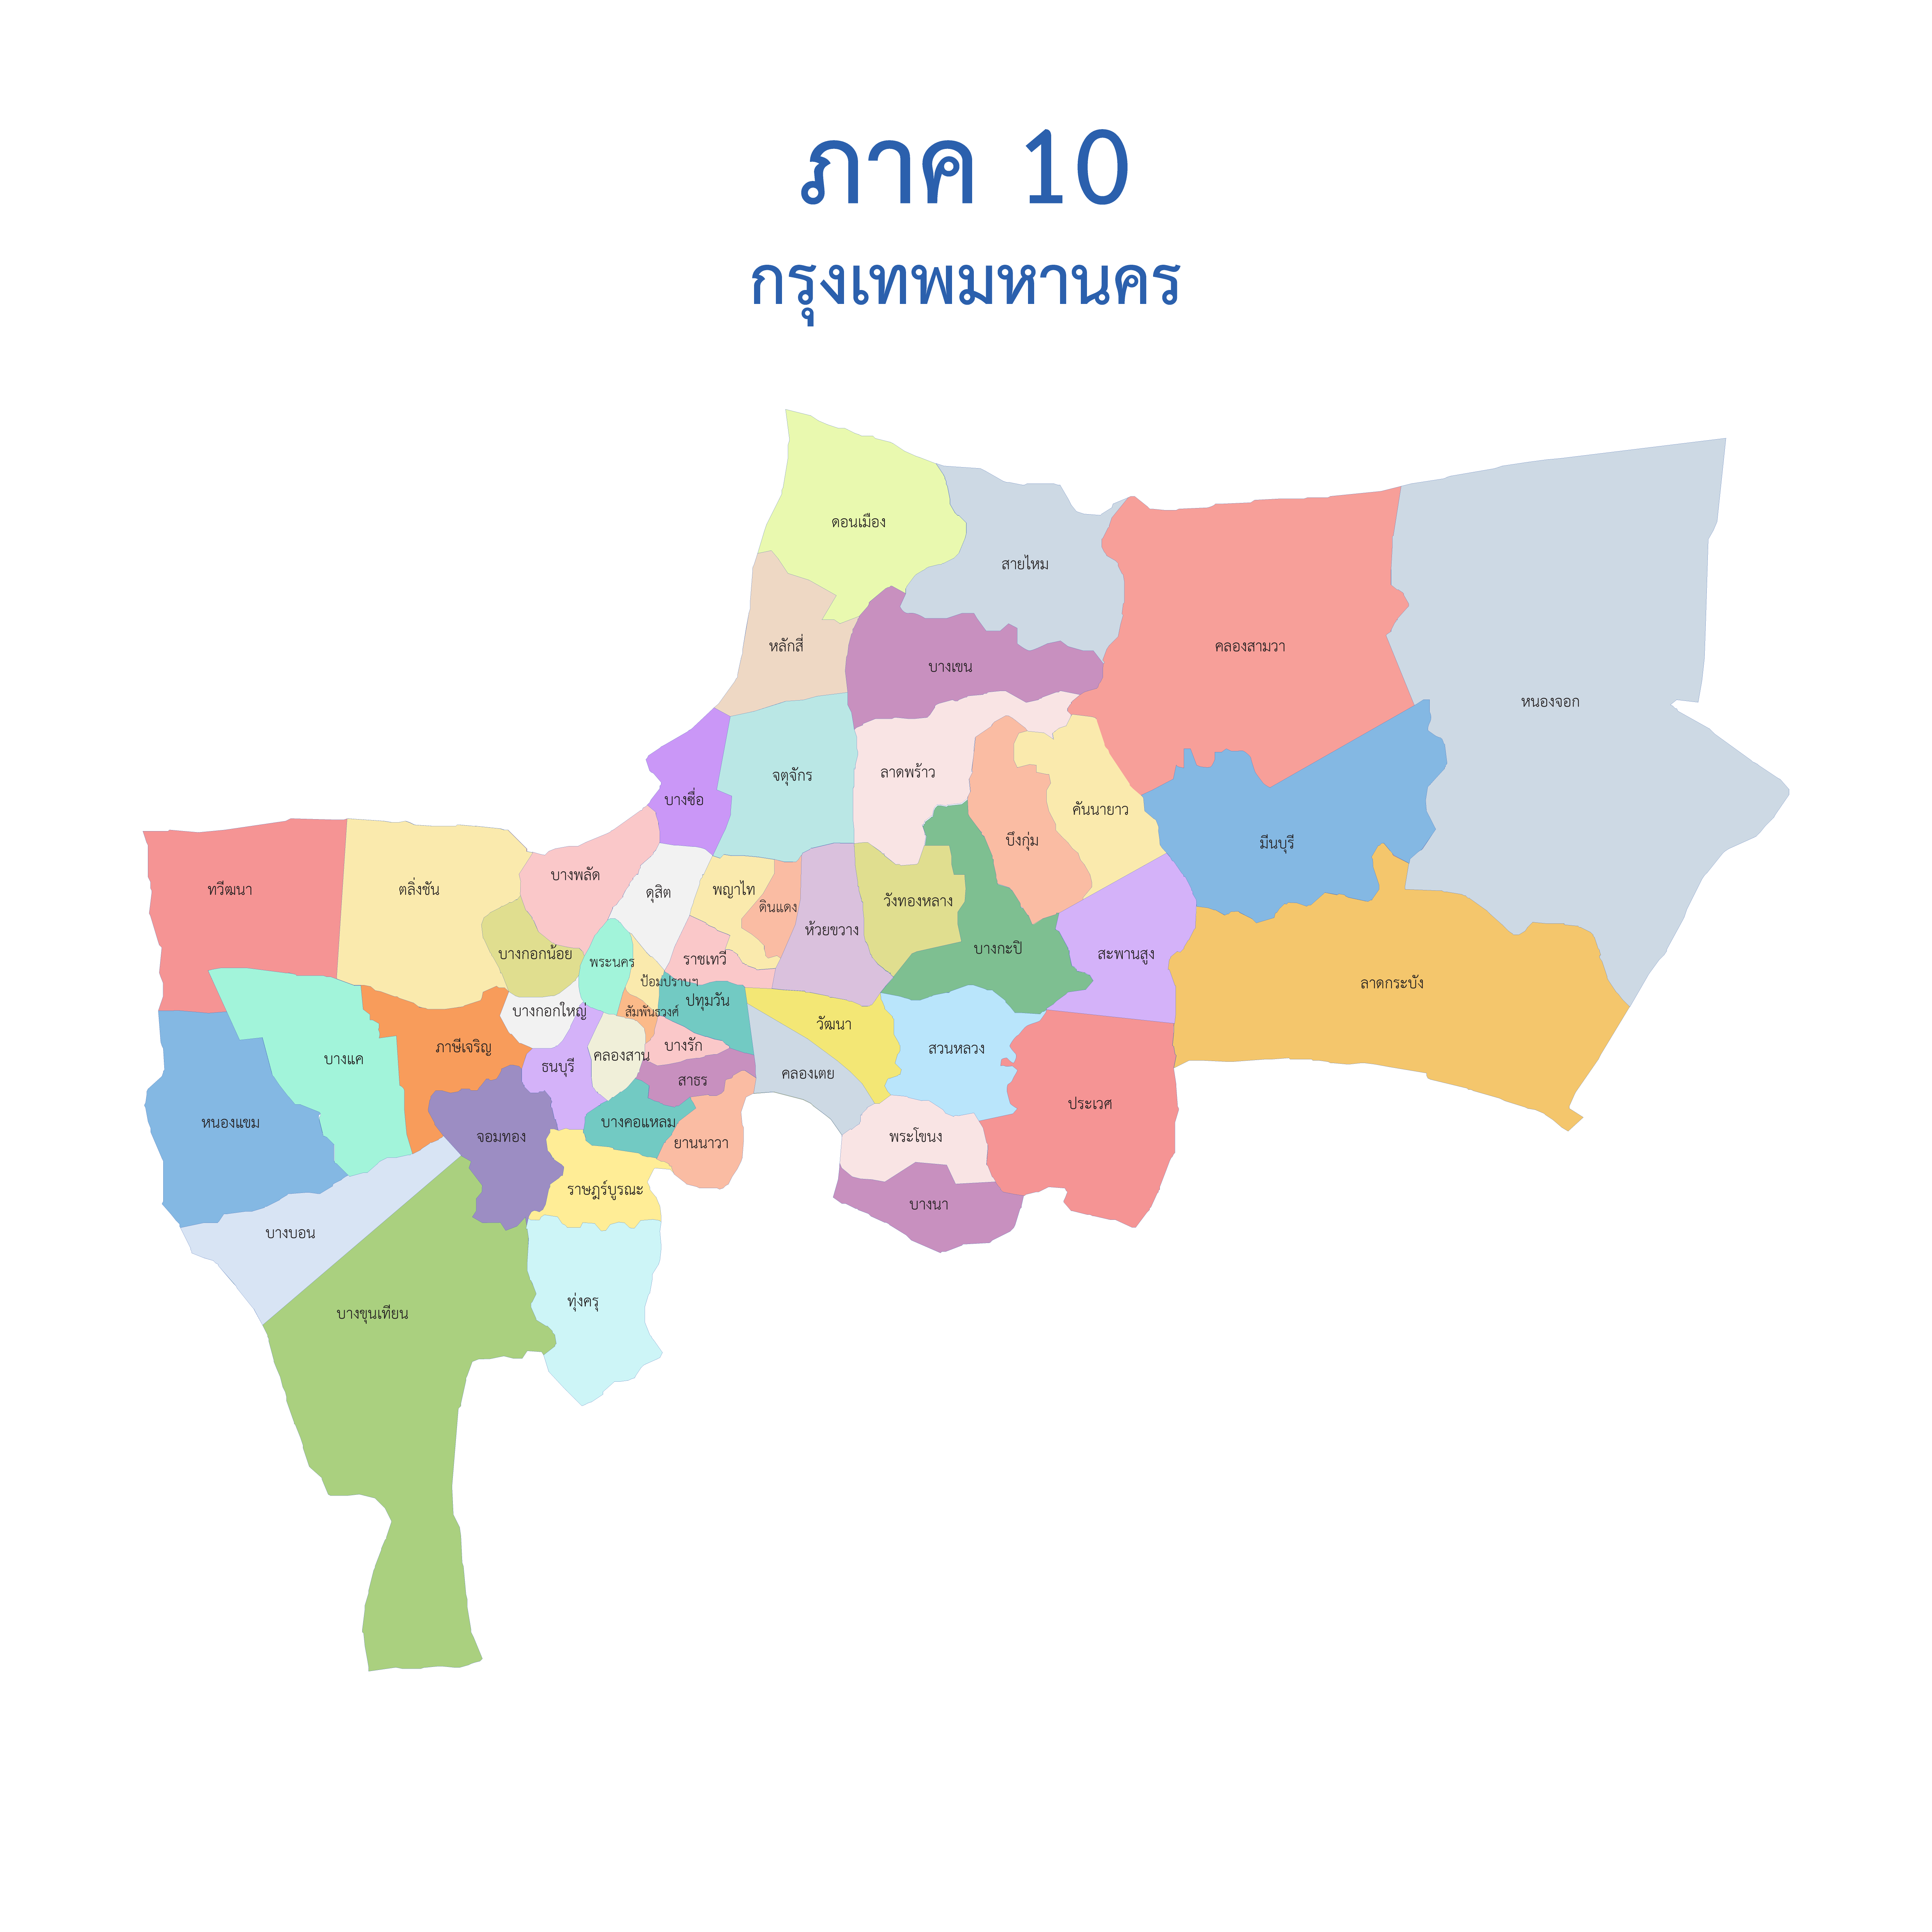 ภาค 10
กรุงเทพมหานคร
ดอนเมือง
สายไหม
หลักสี่
บางเขน
คลองสามวา
หนองจอก
จตุจักร
ลาดพร้าว
บางซื่อ
คันนายาว
บึงกุ่ม
มีนบุรี
ทวีฒนา
ตลิ่งชัน
บางพลัด
ดุสิต
พญาไท
ดินแดง
วังทองหลาง
ห้วยขวาง
บางกะปิ
สะพานสูง
ลาดกระบัง
บางกอกน้อย
พระนคร
ราชเทวี
ป้อมปราบฯ
ปทุมวัน
บางกอกใหญ่
สัมพันธวงศ์
วัฒนา
สวนหลวง
ภาษีเจริญ
บางแค
ธนบุรี
คลองสาน
บางรัก
คลองเตย
สาธร
ประเวศ
หนองแขม
จอมทอง
บางคอแหลม
ยานนาวา
พระโขนง
ราษฎร์บูรณะ
บางนา
บางบอน
ทุ่งครุ
บางขุนเทียน